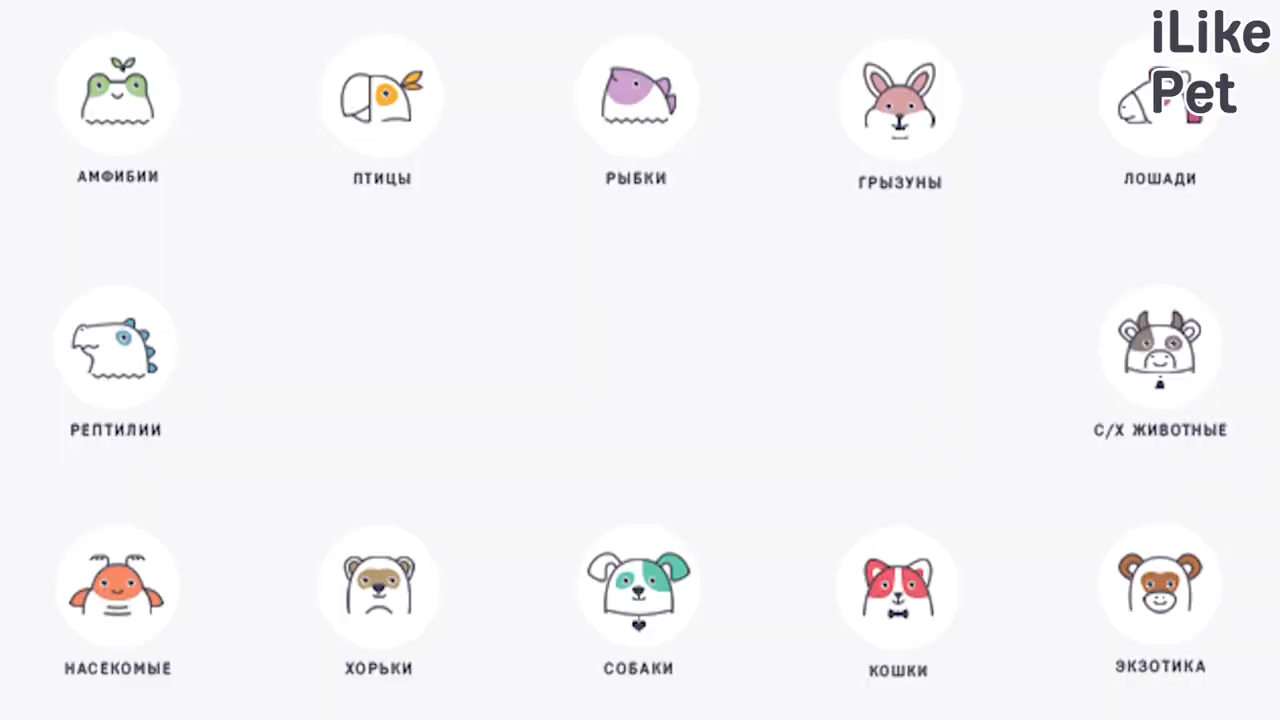 iLike
Pet
АМФИБИИ
ПТИЦЫ
РЫБКИ
ГРЫЗУНЫ
ЛОШАДИ
РЕПТИЛИИ
С/Х ЖИВОТНЫЕ
НАСЕКОМЫЕ
ХОРЬКИ
СОБАКИ
КОШКИ
ЭКЗОТИКА